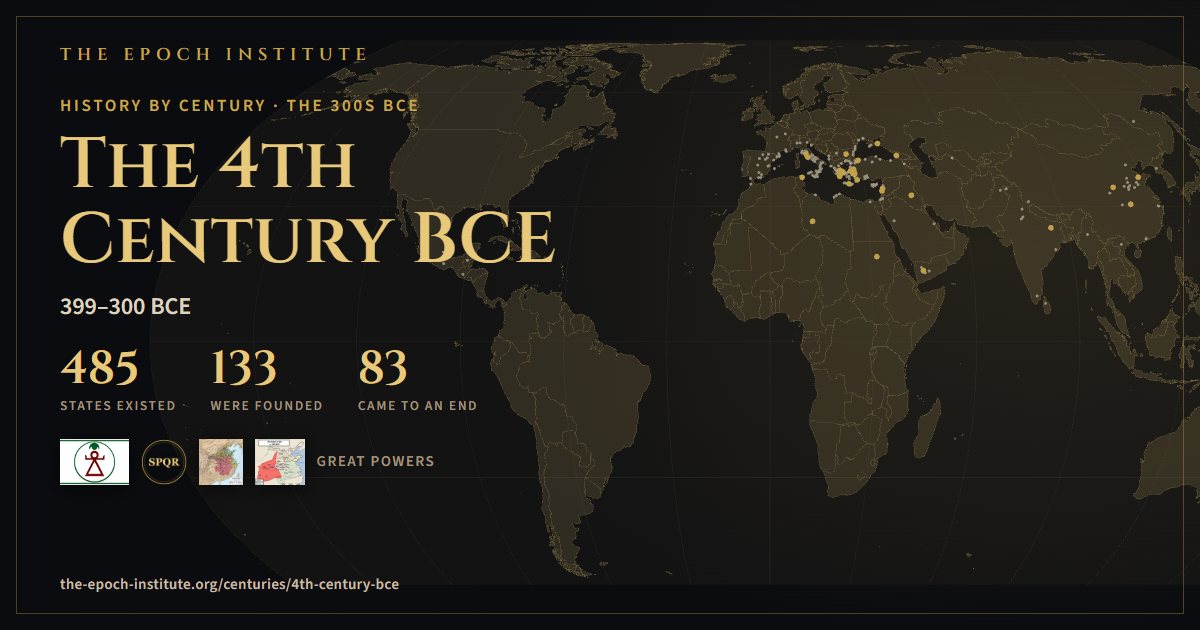 THE EPOCH INSTITUTE
HISTORY BY CENTURY · THE 300S BCE
The 4th
Century BCE
399–300 BCE
485 133 83
STATES EXISTED WERE FOUNDED CAME TO AN END
SPQR
GREAT POWERS
the-epoch-institute.org/centuries/4th-century-bce